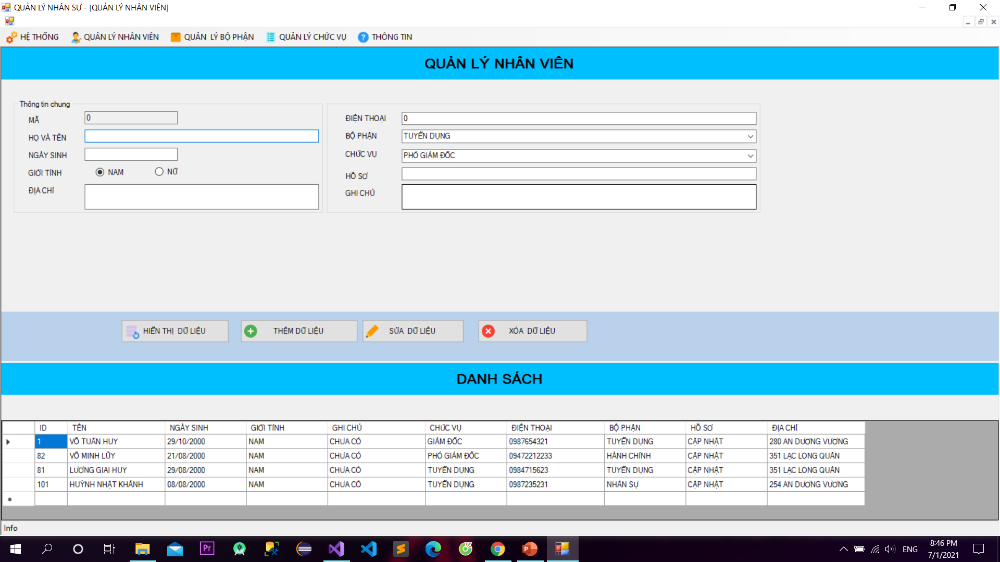 QUẢN LÝ NHÂN SỰ - [QUẢN LÝ NHÂN VIÊN]
HỆ THỐNG QUẢN LÝ NHÂN VIÊN QUẢN LÝ BỘ PHẬN QUẢN LÝ CHỨC VỤ THÔNG TIN
QUẢN LÝ NHÂN VIÊN
Thông tin chung
MÃ 0
HỌ VÀ TÊN
NGÀY SINH
GIỚI TÍNH NAM NỮ
ĐỊA CHỈ
ĐIỆN THOẠI 0
BỘ PHẬN TUYỂN DỤNG
CHỨC VỤ PHÓ GIÁM ĐỐC
HỒ SƠ
GHI CHÚ
HIỂN THỊ DỮ LIỆU THÊM DỮ LIỆU SỬA DỮ LIỆU XÓA DỮ LIỆU
DANH SÁCH
ID TÊN NGÀY SINH GIỚI TÍNH GHI CHÚ CHỨC VỤ ĐIỆN THOẠI BỘ PHẬN HỒ SƠ ĐỊA CHỈ
1 VÕ TUẤN HUY 29/10/2000 NAM CHƯA CÓ GIÁM ĐỐC 0987654321 TUYỂN DỤNG CẬP NHẬT 280 AN DƯƠNG VƯƠNG
82 VÕ MINH LŨY 21/08/2000 NAM CHƯA CÓ PHÓ GIÁM ĐỐC 09472212233 HÀNH CHÍNH CẬP NHẬT 351 LẠC LONG QUÂN
81 LƯƠNG GIAI HUY 29/08/2000 NAM CHƯA CÓ TUYỂN DỤNG 0984715623 TUYỂN DỤNG CẬP NHẬT 351 LẠC LONG QUÂN
101 HUỲNH NHẬT KHÁNH 08/08/2000 NAM CHƯA CÓ TUYỂN DỤNG 0987235231 NHÂN SỰ CẬP NHẬT 254 AN DƯƠNG VƯƠNG
Info
Pr
P
ENG
8:46 PM
7/1/2021